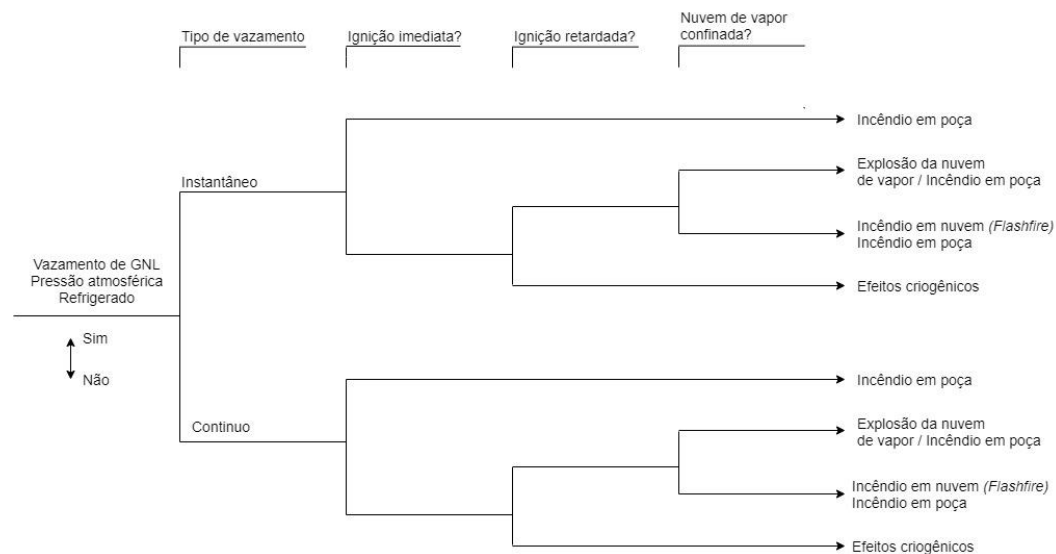 Tipo de vazamento
Ignição imediata?
Ignição retardada?
Nuvem de vapor
confinada?
Incêndio em poça
Explosão da nuvem
de vapor / Incêndio em poça
Instantâneo
Incêndio em nuvem (Flashfire)
Incêndio em poça
Vazamento de GNL
Pressão atmosférica
Refrigerado
Efeitos criogênicos
Sim
Não
Incêndio em poça
Continuo
Explosão da nuvem
de vapor / Incêndio em poça
Incêndio em nuvem (Flashfire)
Incêndio em poça
Efeitos criogênicos